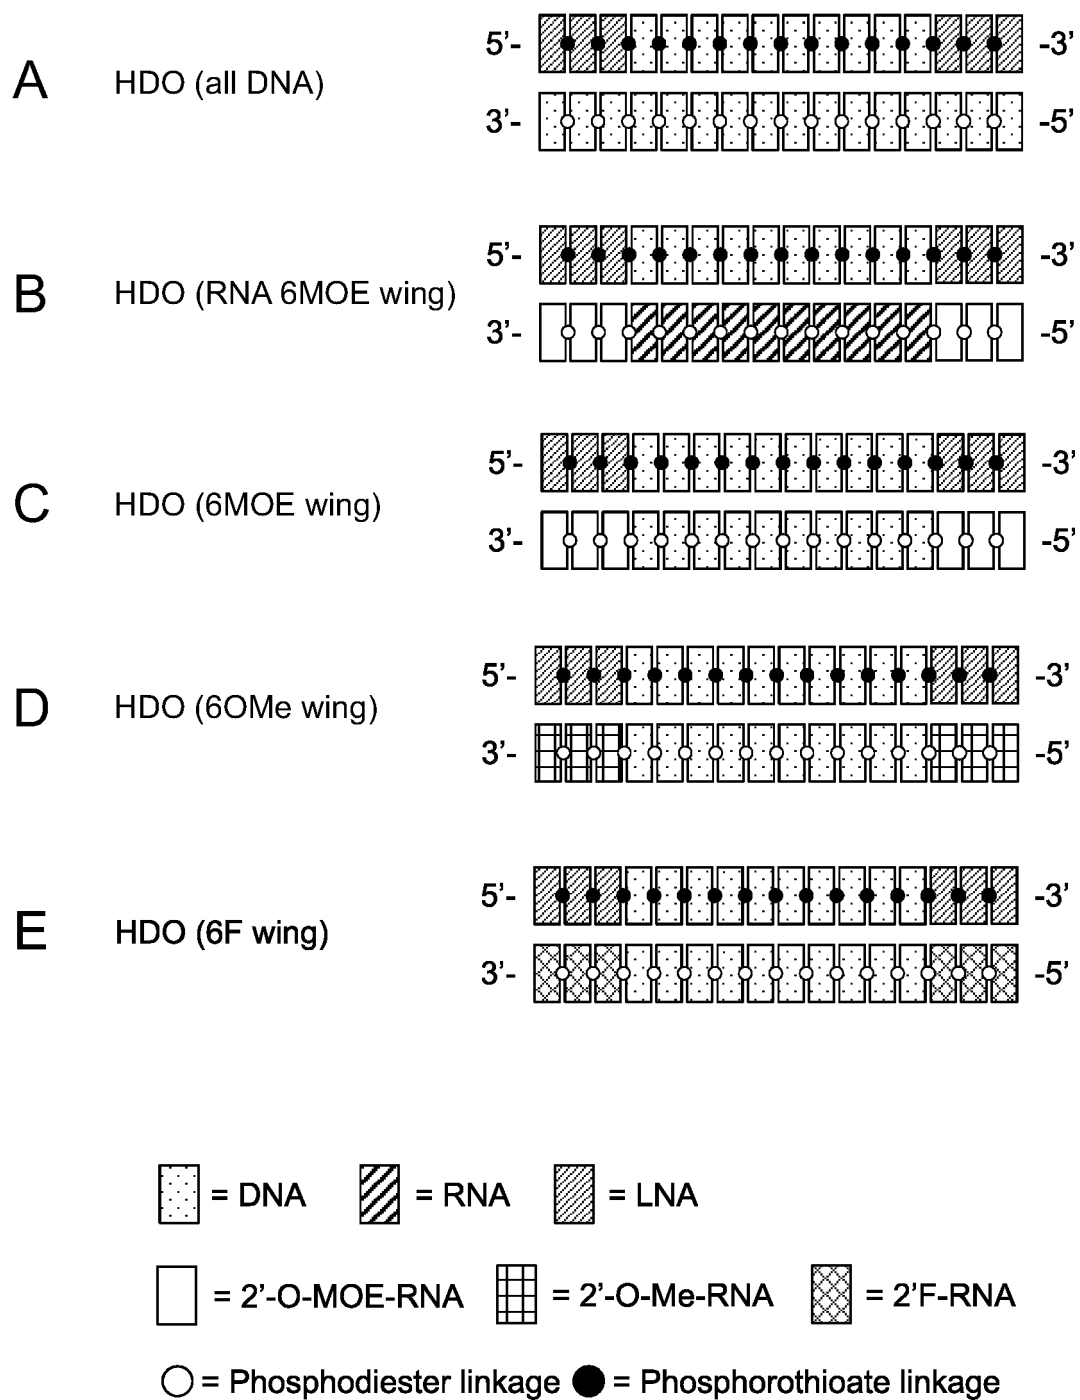 5’- -3’
A HDO (all DNA)
3’- -5’
5’- -3’
B HDO (RNA 6MOE wing)
3’- -5’
5’- -3’
C HDO (6MOE wing)
3’- -5’
5’- -3’
D HDO (6OMe wing)
3’- -5’
5’- -3’
E HDO (6F wing)
3’- -5’
= DNA = RNA = LNA
= 2’-O-MOE-RNA = 2’-O-Me-RNA = 2’F-RNA
= Phosphodiester linkage = Phosphorothioate linkage